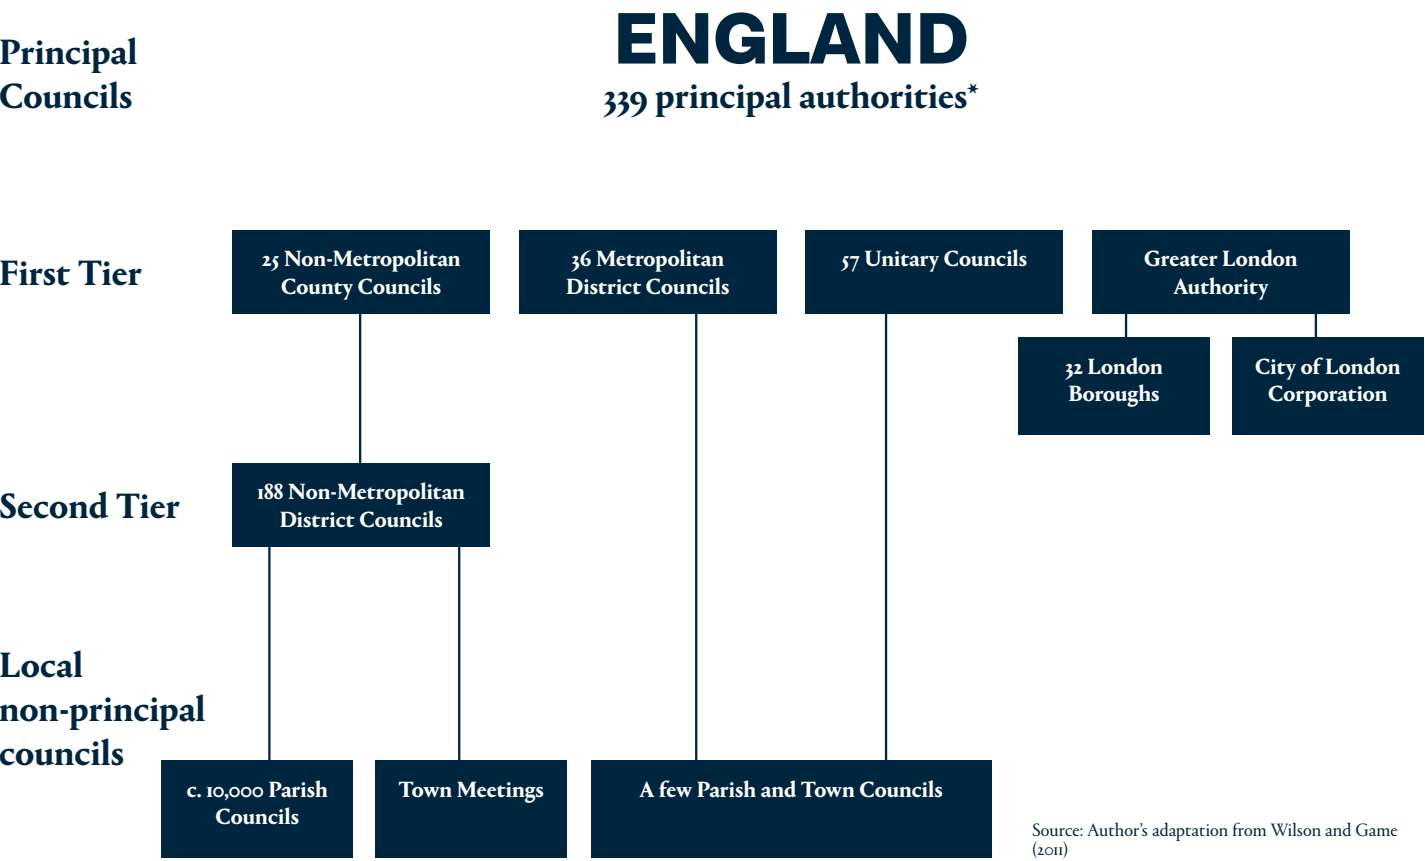 Principal
Councils
ENGLAND
339 principal authorities*
First Tier
25 Non-Metropolitan
County Councils
36 Metropolitan
District Councils
57 Unitary Councils
Greater London
Authority
32 London
Boroughs
City of London
Corporation
Second Tier
188 Non-Metropolitan
District Councils
Local
non-principal
councils
c. 10,000 Parish
Councils
Town Meetings
A few Parish and Town Councils
Source: Author’s adaptation from Wilson and Game
(2011)